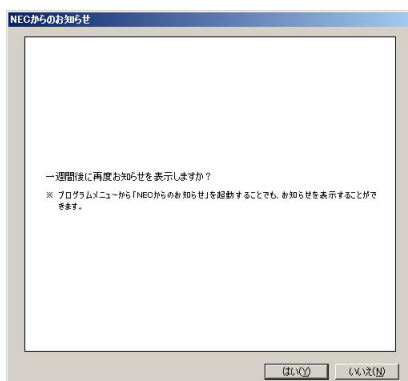 NECからのお知らせ
一週間後に再度お知らせを表示しますか？
※ プログラムメニューから「NECからのお知らせ」を起動することでも、お知らせを表示することがで
きます。
はい(Y)
いいえ(N)